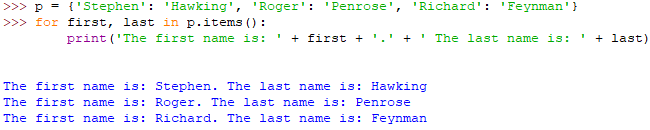 >>> p = {'Stephen': 'Hawking', 'Roger': 'Penrose', 'Richard': 'Feynman'}
>>> for first, last in p.items():
        print('The first name is: ' + first + '.' + ' The last name is: ' + last)
The first name is: Stephen. The last name is: Hawking
The first name is: Roger. The last name is: Penrose
The first name is: Richard. The last name is: Feynman